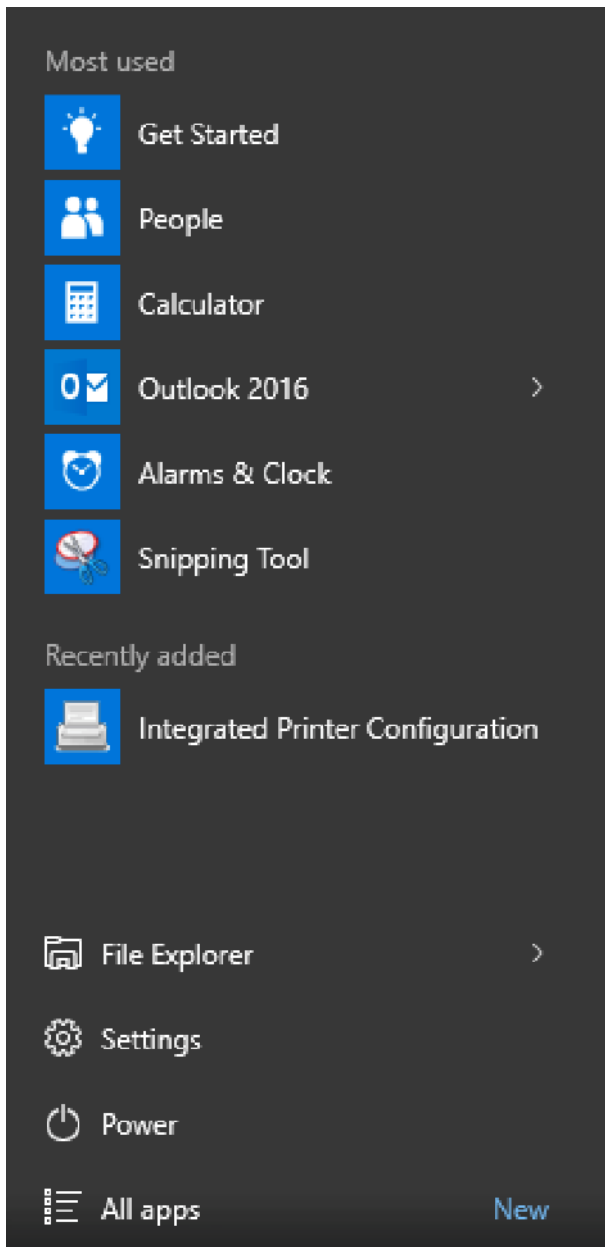 Most used
Get Started
People
Calculator
Outlook 2016
Alarms & Clock
Snipping Tool
Recently added
Integrated Printer Configuration
File Explorer
Settings
Power
All apps New